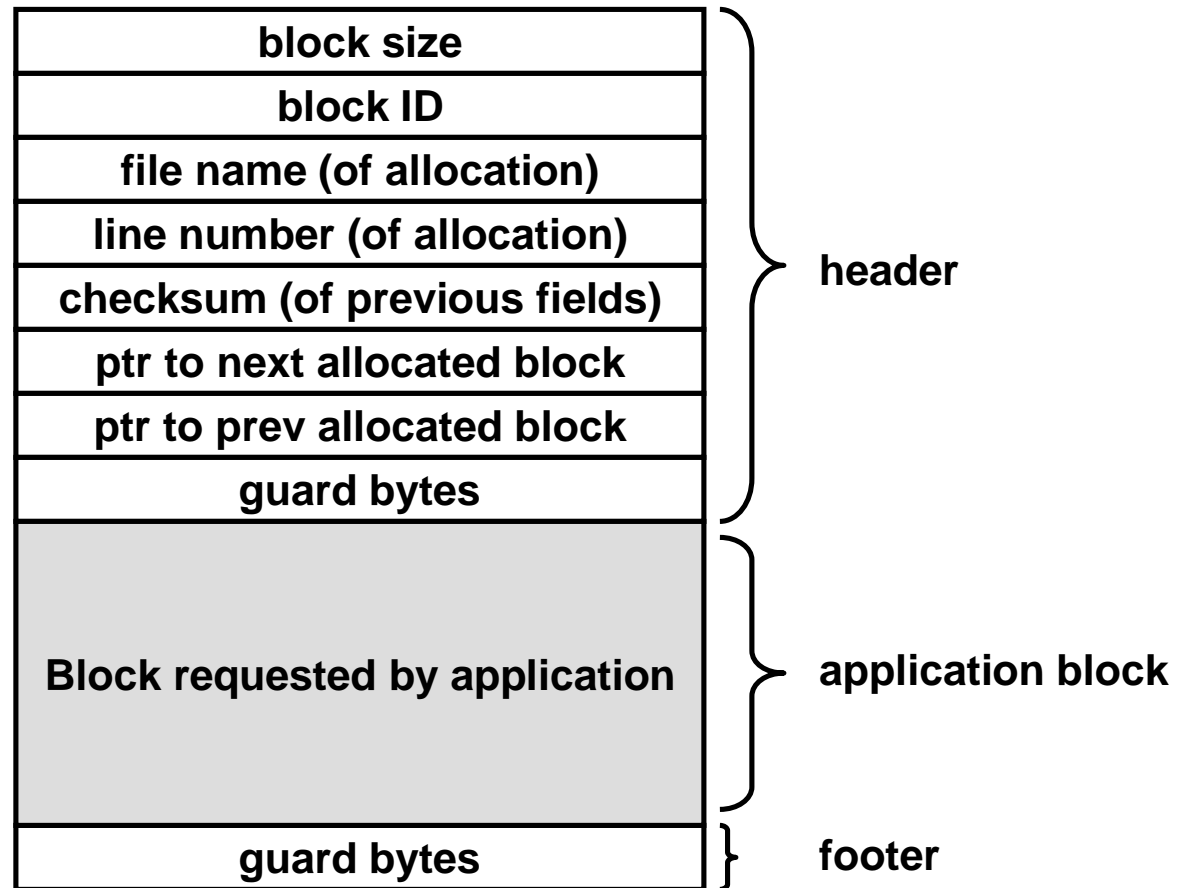 block size
block ID
file name (of allocation)
line number (of allocation)
checksum (of previous fields)
ptr to next allocated block
ptr to prev allocated block
guard bytes
header
Block requested by application
application block
guard bytes
footer